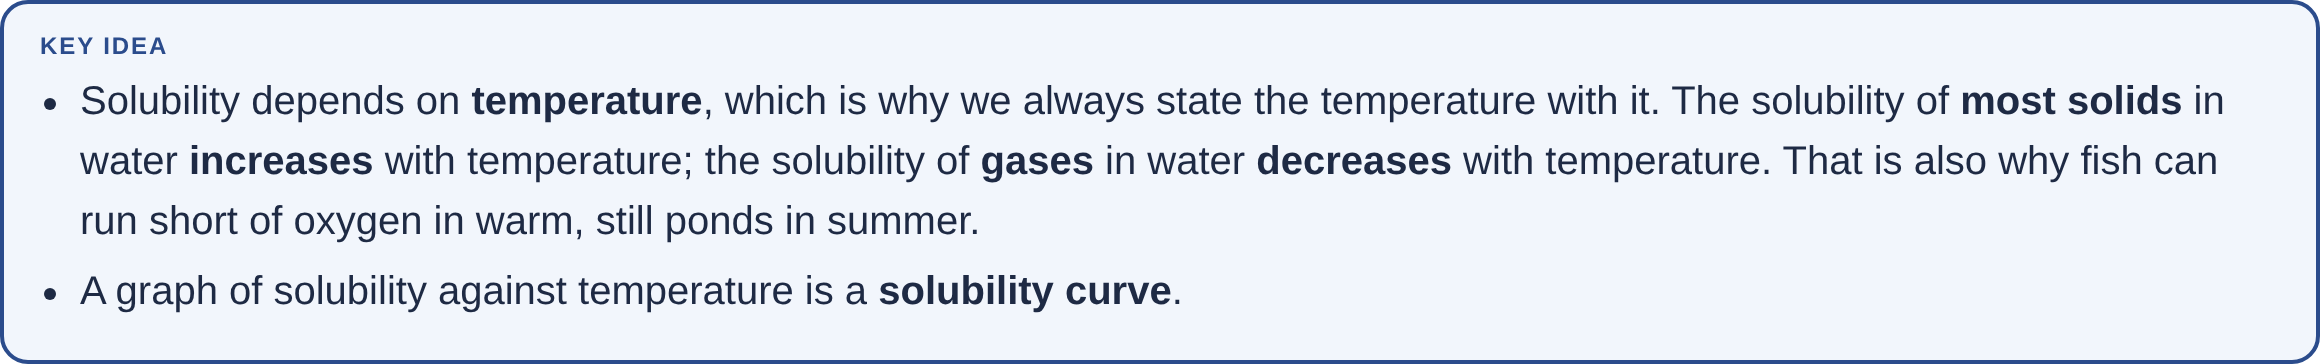 KEY IDEA
• Solubility depends on temperature, which is why we always state the temperature with it. The solubility of most solids in
water increases with temperature; the solubility of gases in water decreases with temperature. That is also why fish can
run short of oxygen in warm, still ponds in summer.
• A graph of solubility against temperature is a solubility curve.